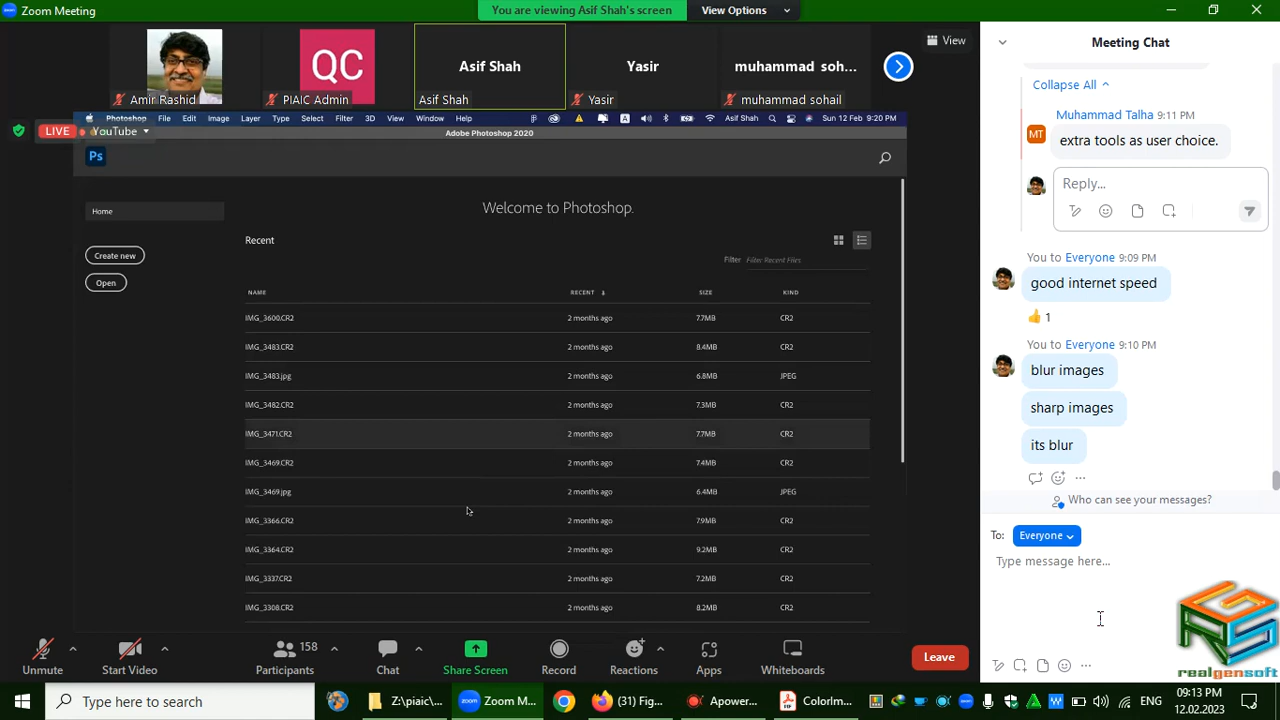 Zoom Meeting
You are viewing Asif Shah's screen
View Options
QC
Asif Shah
Yasir
muhammad soh...
View
Amir Rashid
PIAIC Admin
Asif Shah
Yasir
muhammad sohail
LIVE
YouTube
Photoshop File Edit Image Layer Type Select Filter 3D View Window Help
Asif Shah
Sun 12 Feb 9:20 PM
Adobe Photoshop 2020
Ps
Home
Create new
Open
Welcome to Photoshop.
Recent
Filter Filter Recent Files
NAME RECENT SIZE KIND
IMG_3600.CR2 2 months ago 7.7MB CR2
IMG_3483.CR2 2 months ago 8.4MB CR2
IMG_3483.jpg 2 months ago 6.8MB JPEG
IMG_3482.CR2 2 months ago 7.3MB CR2
IMG_3471.CR2 2 months ago 7.7MB CR2
IMG_3469.CR2 2 months ago 7.4MB CR2
IMG_3469.jpg 2 months ago 6.4MB JPEG
IMG_3366.CR2 2 months ago 7.9MB CR2
IMG_3364.CR2 2 months ago 9.2MB CR2
IMG_3337.CR2 2 months ago 7.2MB CR2
IMG_3308.CR2 2 months ago 8.2MB CR2
Meeting Chat
Collapse All
Muhammad Talha 9:11 PM
MT
extra tools as user choice.
Reply...
You to Everyone 9:09 PM
good internet speed
👍 1
You to Everyone 9:10 PM
blur images
sharp images
its blur
Who can see your messages?
To: Everyone
Type message here...
realgensoft
Unmute
Start Video
158
Participants
Chat
Share Screen
Record
Reactions
Apps
Whiteboards
Leave
Type here to search
Z:\piaic\...
Zoom M...
(31) Fig...
Apower...
ColorIm...
ENG
09:13 PM
12.02.2023